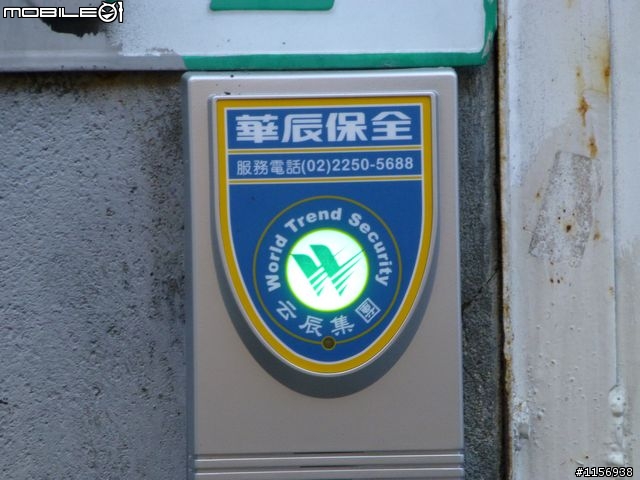 MOBILE01
華辰保全
服務電話(02)2250-5688
World Trend Security
云辰集團
#1156938